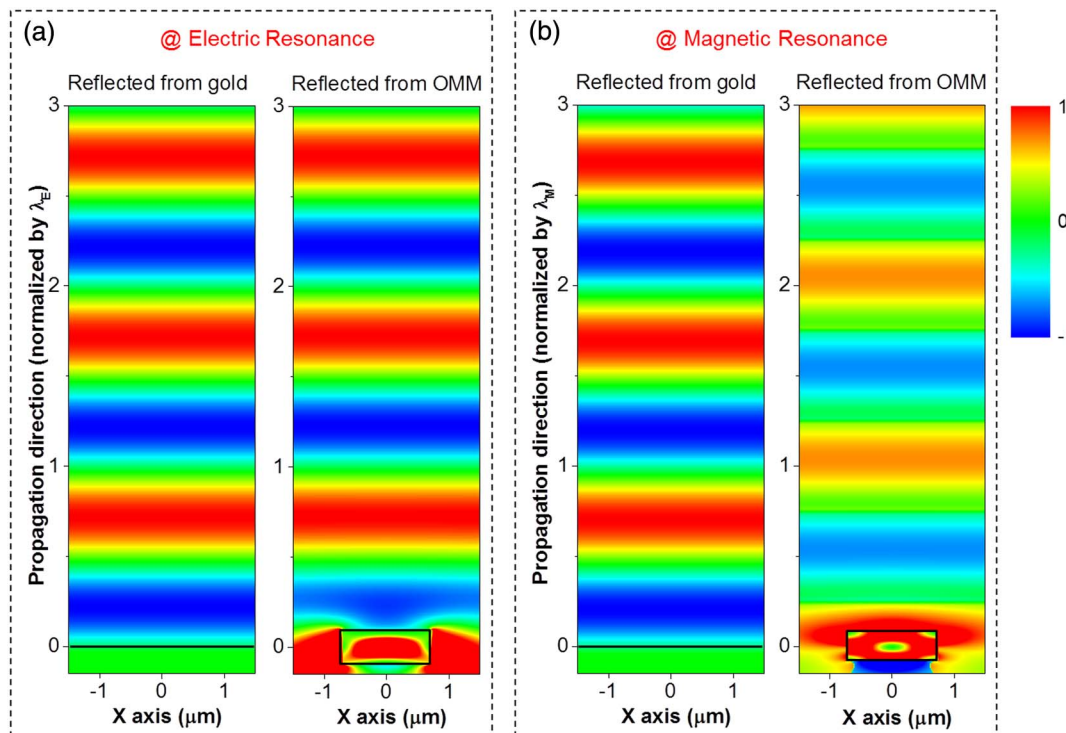 (a)
@ Electric Resonance
Reflected from gold
Reflected from OMM
Propagation direction (normalized by λE)
3
2
1
0
-1 0 1
X axis (μm)
3
2
1
0
-1 0 1
X axis (μm)
(b)
@ Magnetic Resonance
Reflected from gold
Reflected from OMM
Propagation direction (normalized by λM)
3
2
1
0
-1 0 1
X axis (μm)
3
2
1
0
-1 0 1
X axis (μm)
1
0